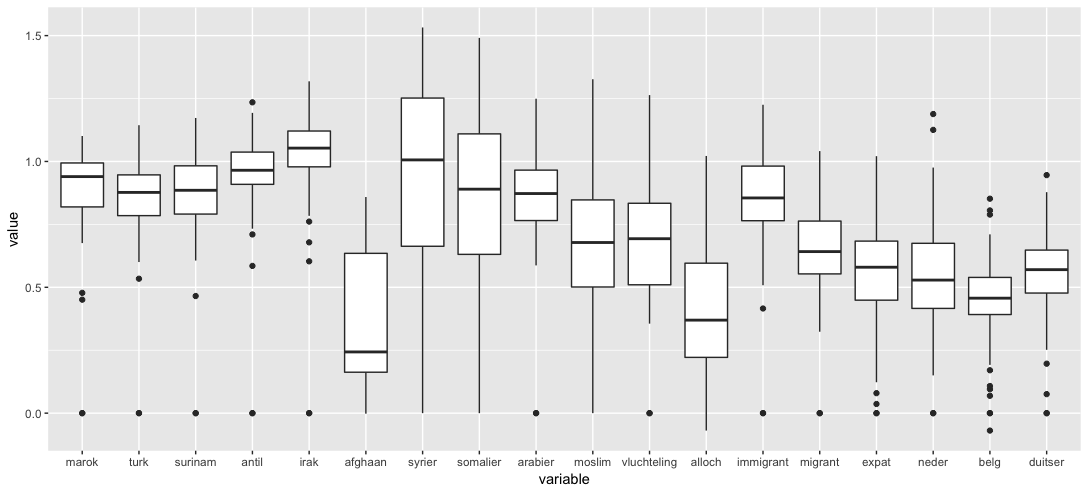 value
1.5
1.0
0.5
0.0
marok turk surinam antil irak afghaan syrier somalier arabier moslim vluchteling alloch immigrant migrant expat neder belg duitser
variable